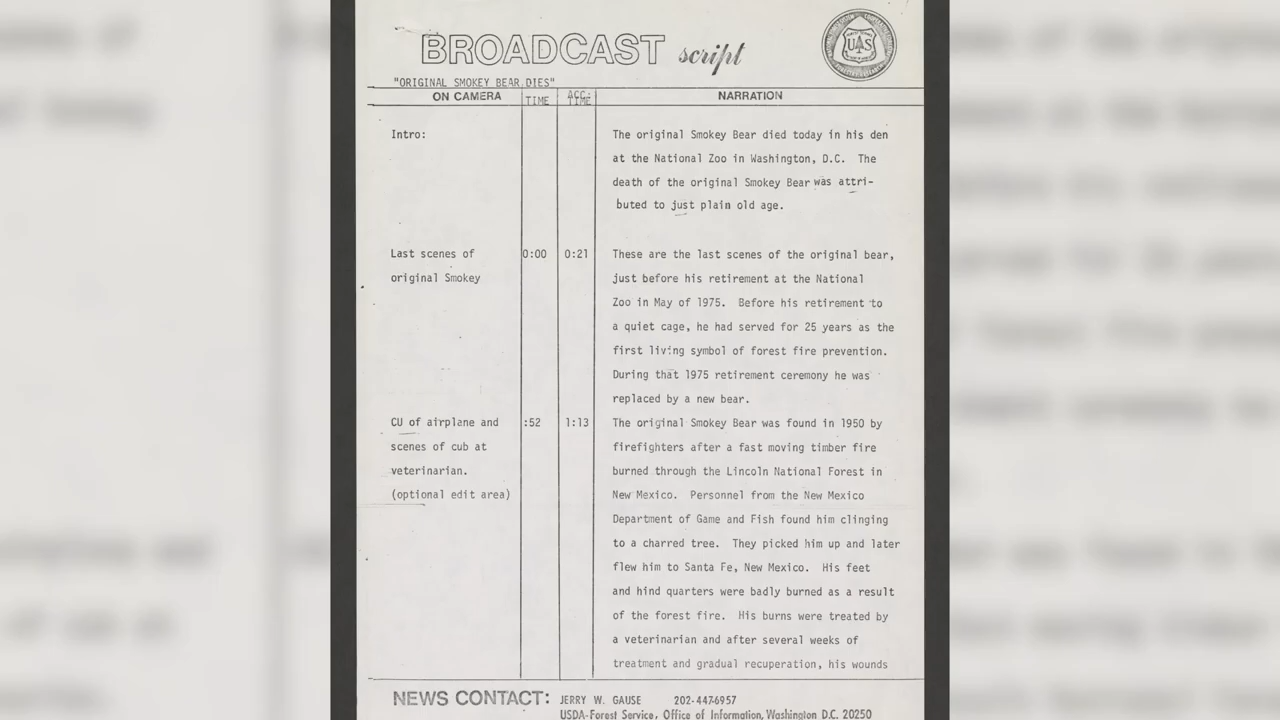 BROADCAST script
UAS
"ORIGINAL SMOKEY BEAR DIES"
ON CAMERA TIME ACC. TIME NARRATION
Intro: The original Smokey Bear died today in his den
at the National Zoo in Washington, D.C. The
death of the original Smokey Bear was attri-
buted to just plain old age.
Last scenes of 0:00 0:21 These are the last scenes of the original bear,
original Smokey just before his retirement at the National
Zoo in May of 1975. Before his retirement to
a quiet cage, he had served for 25 years as the
first living symbol of forest fire prevention.
During that 1975 retirement ceremony he was
replaced by a new bear.
CU of airplane and :52 1:13 The original Smokey Bear was found in 1950 by
scenes of cub at firefighters after a fast moving timber fire
veterinarian. burned through the Lincoln National Forest in
(optional edit area) New Mexico. Personnel from the New Mexico
Department of Game and Fish found him clinging
to a charred tree. They picked him up and later
flew him to Santa Fe, New Mexico. His feet
and hind quarters were badly burned as a result
of the forest fire. His burns were treated by
a veterinarian and after several weeks of
treatment and gradual recuperation, his wounds
NEWS CONTACT: JERRY W. GAUSE 202-447-6957
USDA-Forest Service, Office of Information, Washington D.C. 20250